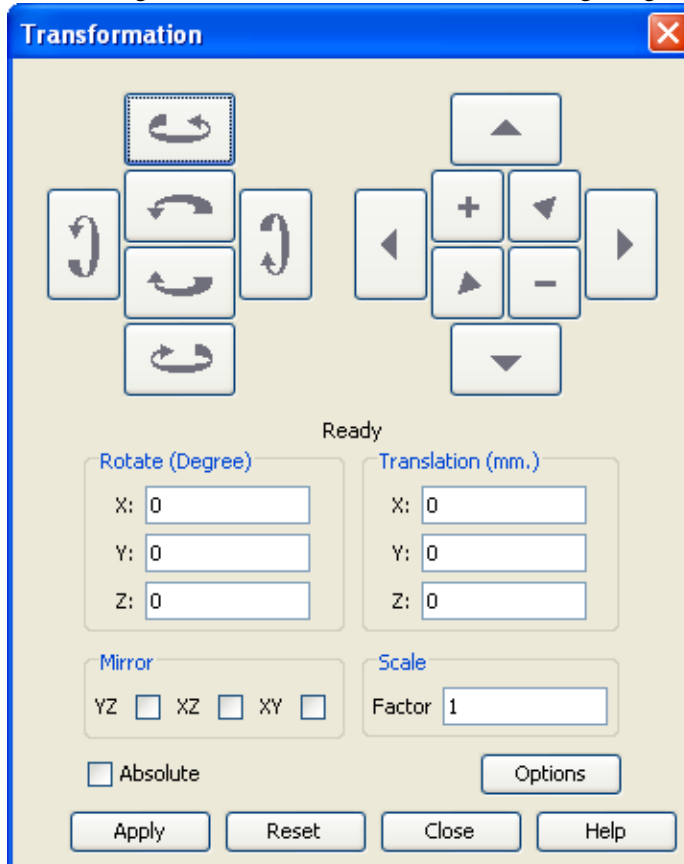 Transformation
+
−
Ready
Rotate (Degree) Translation (mm.)
X: 0 X: 0
Y: 0 Y: 0
Z: 0 Z: 0
Mirror Scale
YZ XZ XY Factor 1
Absolute Options
Apply Reset Close Help